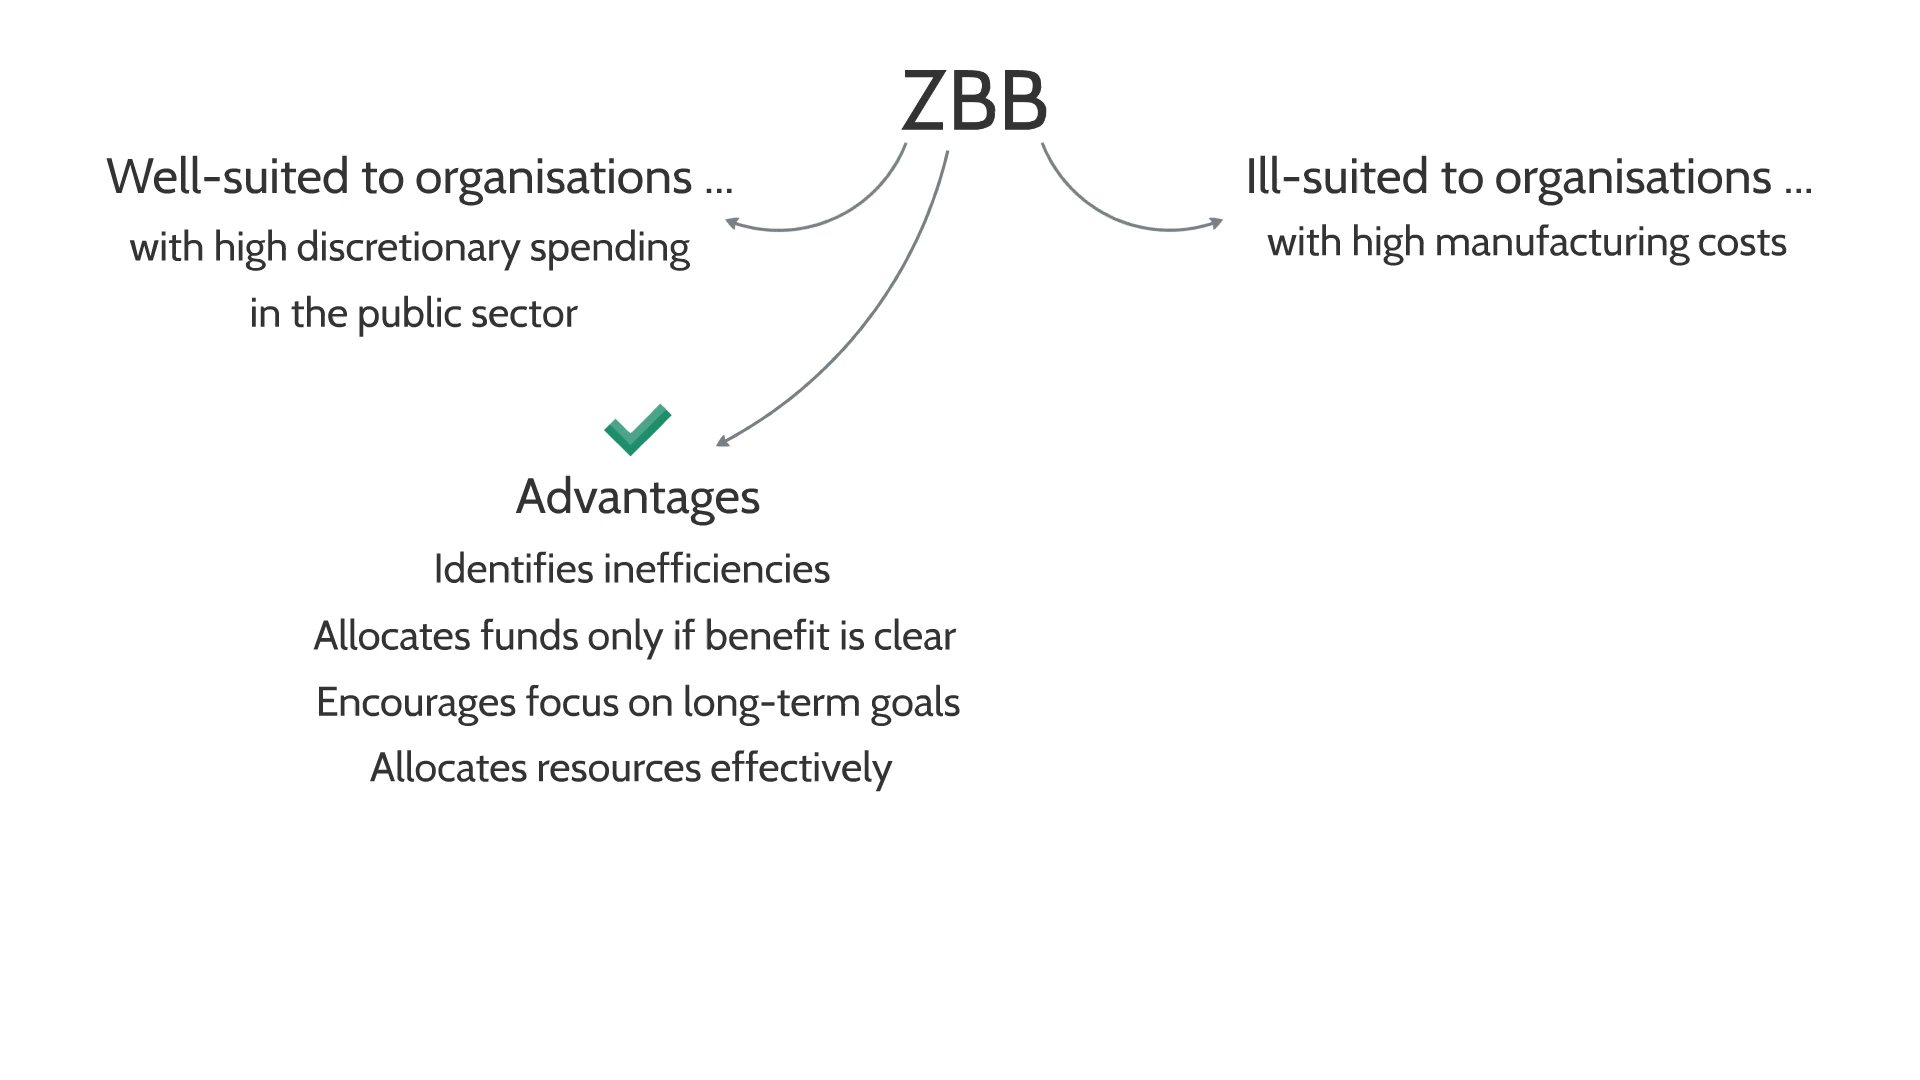 ZBB
Well-suited to organisations ...
with high discretionary spending
in the public sector
Ill-suited to organisations ...
with high manufacturing costs
Advantages
Identifies inefficiencies
Allocates funds only if benefit is clear
Encourages focus on long-term goals
Allocates resources effectively